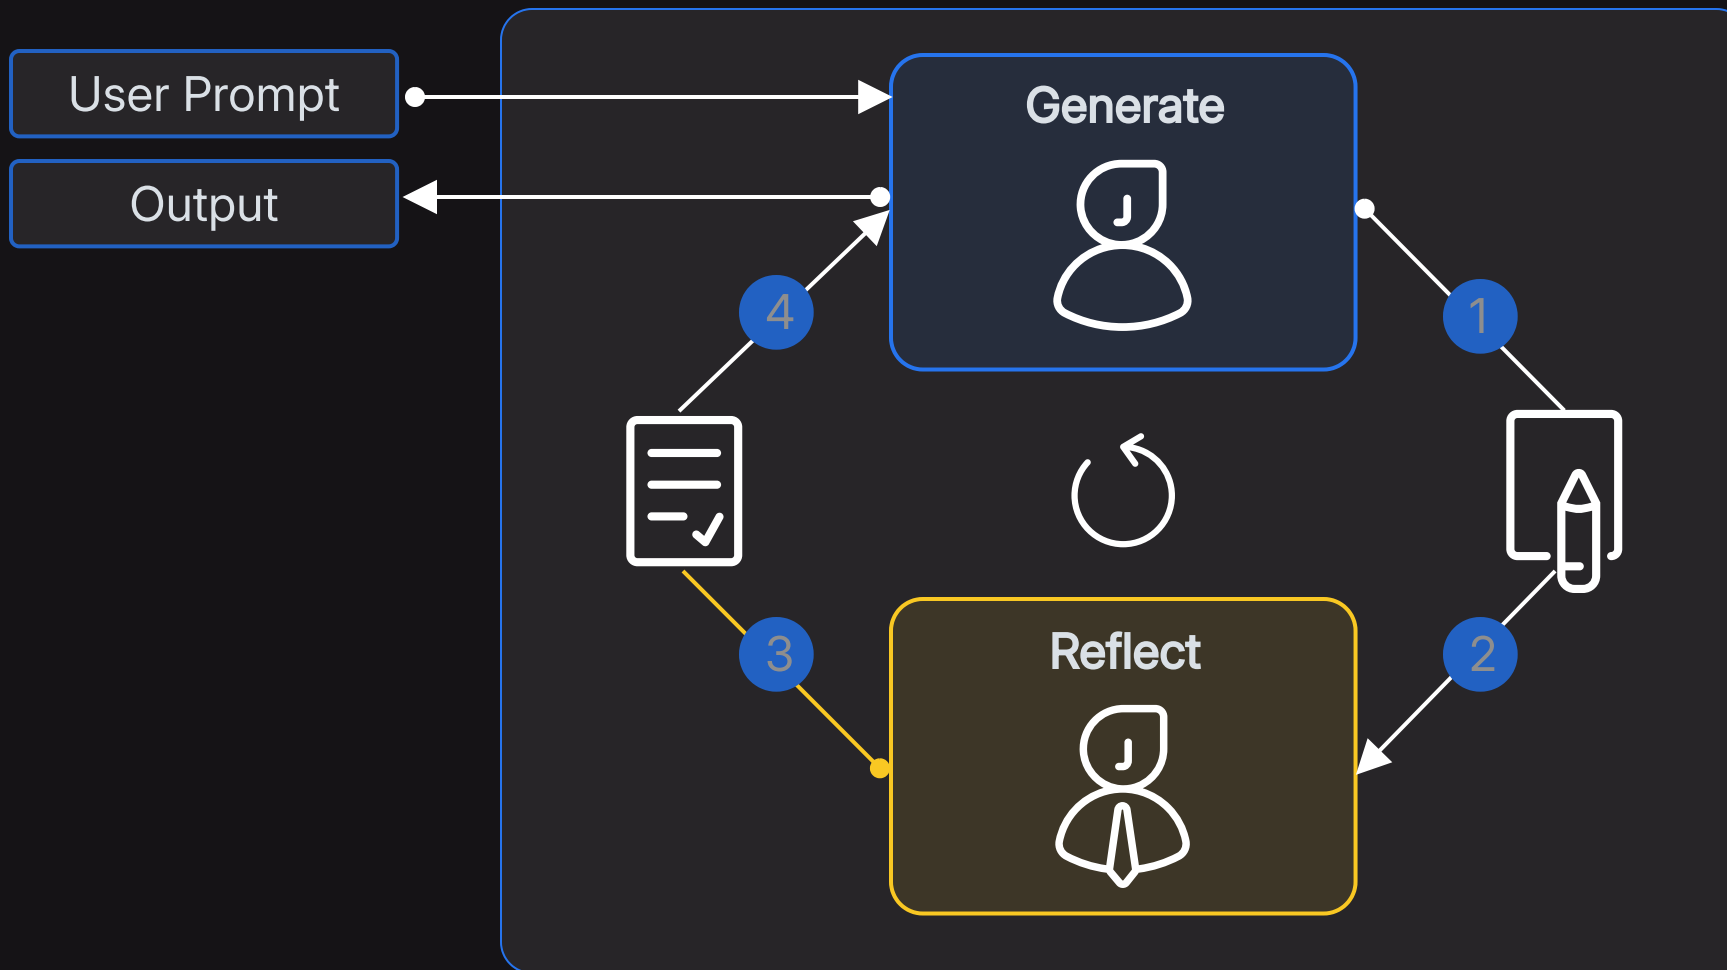 User Prompt
Output
Generate
4
1
3
2
Reflect